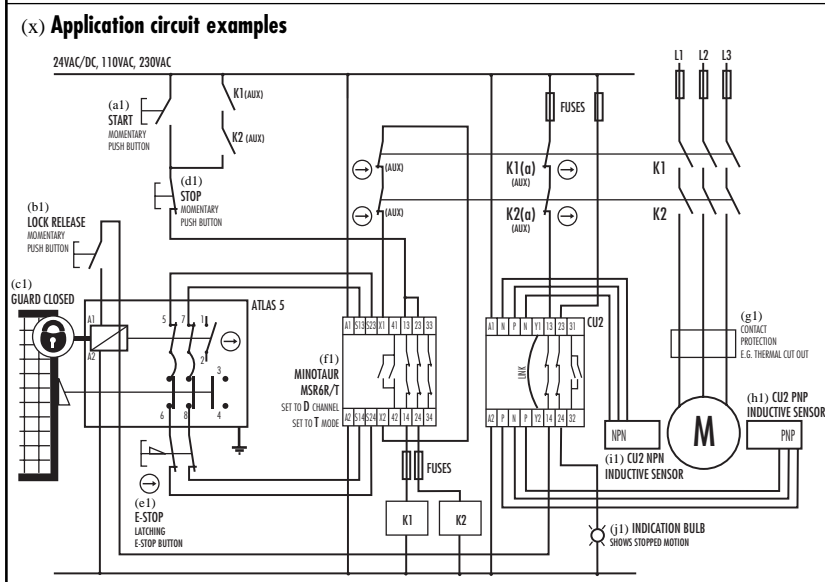 (x) Application circuit examples
24VAC/DC, 110VAC, 230VAC
L1 L2 L3
(a1)
START
MOMENTARY
PUSH BUTTON
K1(AUX)
K2 (AUX)
FUSES
(d1)
STOP
MOMENTARY
PUSH BUTTON
(b1)
LOCK RELEASE
MOMENTARY
PUSH BUTTON
(AUX)
(AUX)
K1(a)
(AUX)
K2(a)
(AUX)
K1
K2
(c1)
GUARD CLOSED
ATLAS 5
A1
A2
5 7 1
2
3
6 8 4
(f1)
MINOTAUR
MSR6R/T
SET TO D CHANNEL
SET TO T MODE
A1 S13 S23 X1 41 13 23 33
A2 S14 S24 X2 42 14 24 34
A1 N P N Y1 13 23 31
CU2
LINK
A2 P N P Y2 14 24 32
(g1)
CONTACT
PROTECTION
E.G. THERMAL CUT OUT
(h1) CU2 PNP
INDUCTIVE SENSOR
M
NPN
PNP
(i1) CU2 NPN
INDUCTIVE SENSOR
FUSES
(e1)
E-STOP
LATCHING
E-STOP BUTTON
K1 K2
(j1) INDICATION BULB
SHOWS STOPPED MOTION